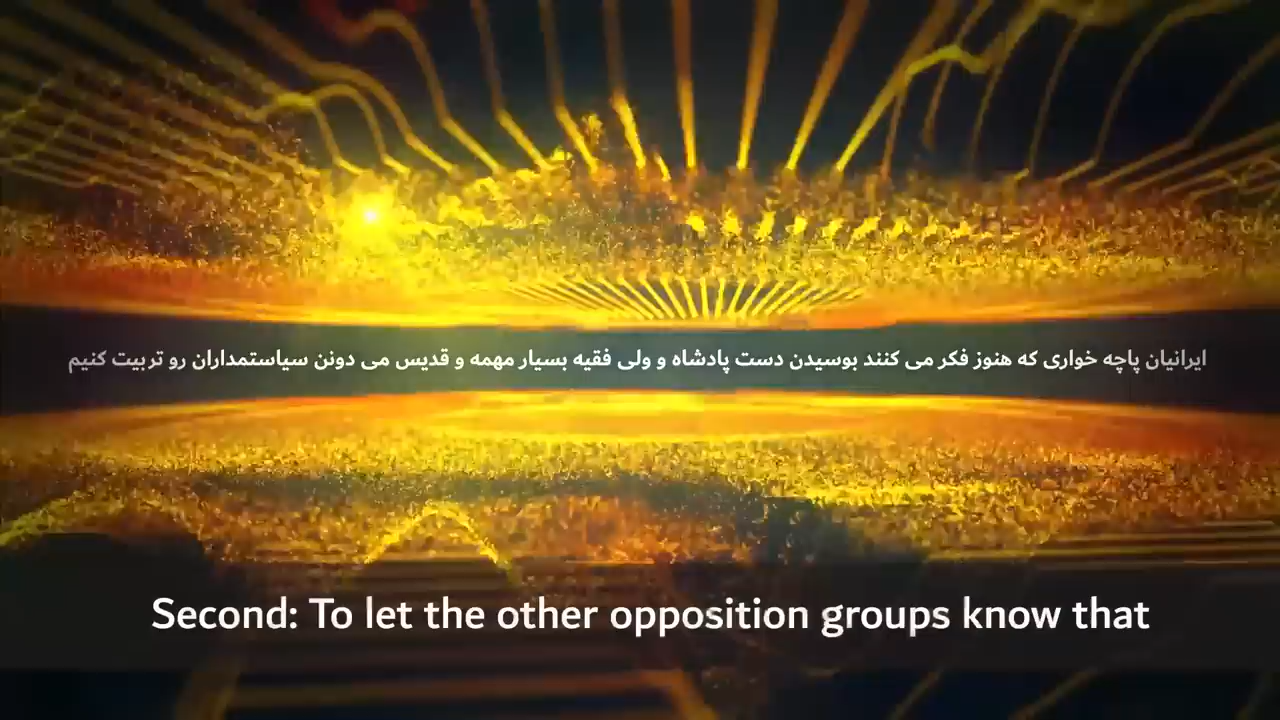 ایرانیان پاچه خواری که هنوز فکر می کنند بوسیدن دست پادشاه و ولی فقیه بسیار مهمه و قدیس می دونن سیاستمداران رو تربیت کنیم
Second: To let the other opposition groups know that